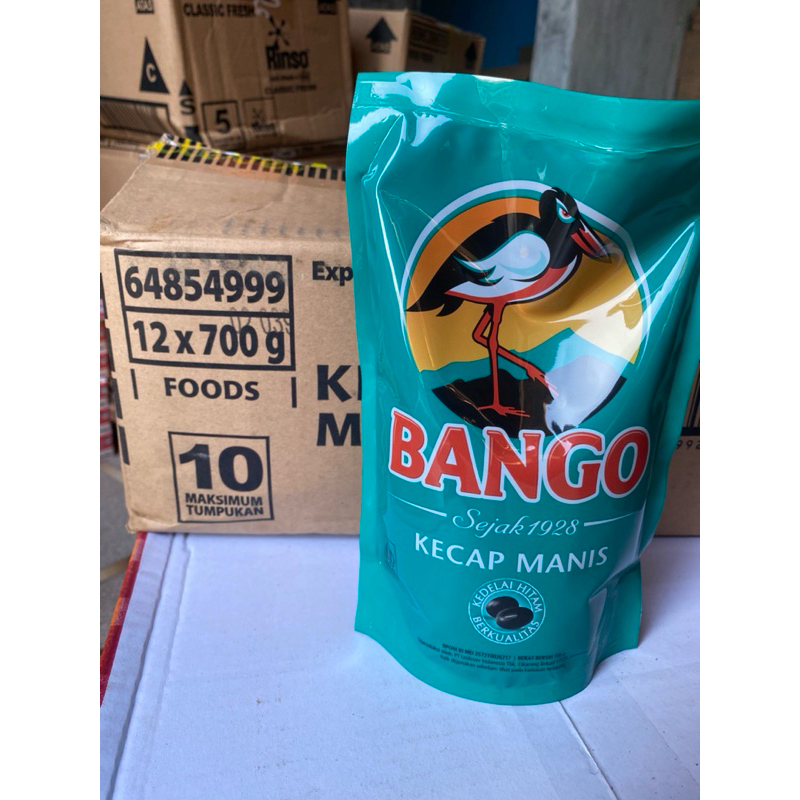 CLASSIC FRESH
Rinso
C
S
5
64854999
12 x 700 g
FOODS
Exp
KE
M
10
MAKSIMUM
TUMPUKAN
BANGO
Sejak 1928
KECAP MANIS
KEDELAI HITAM
BERKUALITAS